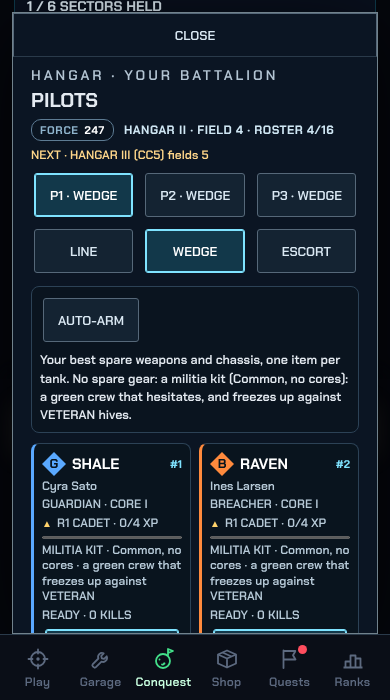 1 / 6 SECTORS HELD
CLOSE
HANGAR · YOUR BATTALION
PILOTS
FORCE 247 HANGAR II · FIELD 4 · ROSTER 4/16
NEXT · HANGAR III (CC5) fields 5
P1 · WEDGE P2 · WEDGE P3 · WEDGE
LINE WEDGE ESCORT
AUTO-ARM
Your best spare weapons and chassis, one item per
tank. No spare gear: a militia kit (Common, no cores):
a green crew that hesitates, and freezes up against
VETERAN hives.
G SHALE #1
Cyra Sato
GUARDIAN · CORE I
▲ R1 CADET · 0/4 XP
MILITIA KIT · Common, no
cores · a green crew that
freezes up against
VETERAN
READY · 0 KILLS
B RAVEN #2
Ines Larsen
BREACHER · CORE I
▲ R1 CADET · 0/4 XP
MILITIA KIT · Common, no
cores · a green crew that
freezes up against
VETERAN
READY · 0 KILLS
Play Garage Conquest Shop Quests Ranks